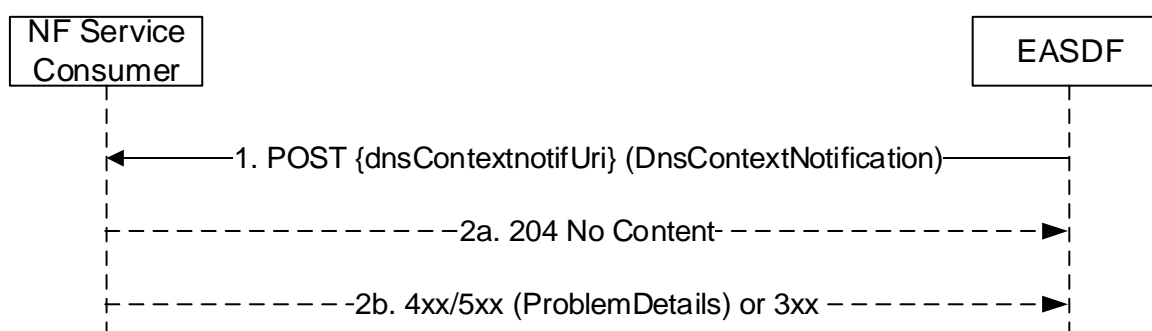 NF Service
Consumer
EASDF
1. POST {dnsContextnotifUri} (DnsContextNotification)
2a. 204 No Content
2b. 4xx/5xx (ProblemDetails) or 3xx